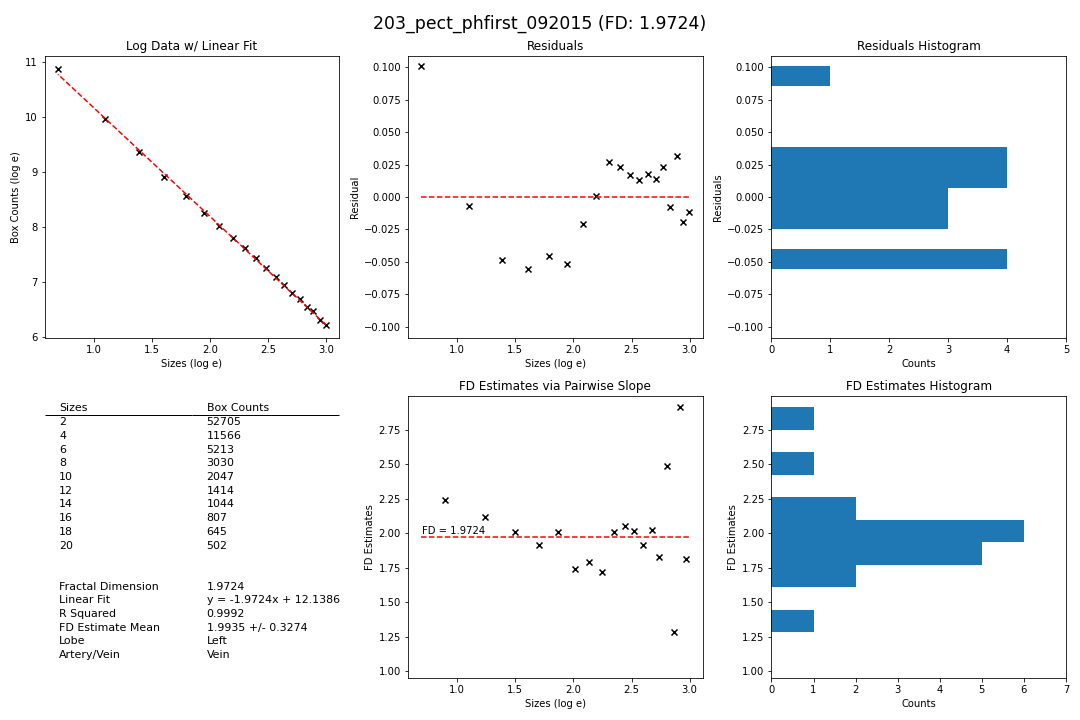 203_pect_phfirst_092015 (FD: 1.9724)
Log Data w/ Linear Fit
11
10
9
8
7
6
Box Counts (log e)
1.0 1.5 2.0 2.5 3.0
Sizes (log e)
Residuals
0.100
0.075
0.050
0.025
0.000
−0.025
−0.050
−0.075
−0.100
Residual
1.0 1.5 2.0 2.5 3.0
Sizes (log e)
Residuals Histogram
0.100
0.075
0.050
0.025
0.000
−0.025
−0.050
−0.075
−0.100
Residuals
0 1 2 3 4 5
Counts
Sizes Box Counts
2 52705
4 11566
6 5213
8 3030
10 2047
12 1414
14 1044
16 807
18 645
20 502
Fractal Dimension 1.9724
Linear Fit y = -1.9724x + 12.1386
R Squared 0.9992
FD Estimate Mean 1.9935 +/- 0.3274
Lobe Left
Artery/Vein Vein
FD Estimates via Pairwise Slope
2.75
2.50
2.25
2.00
1.75
1.50
1.25
1.00
FD Estimates
FD = 1.9724
1.0 1.5 2.0 2.5 3.0
Sizes (log e)
FD Estimates Histogram
2.75
2.50
2.25
2.00
1.75
1.50
1.25
1.00
FD Estimates
0 1 2 3 4 5 6 7
Counts